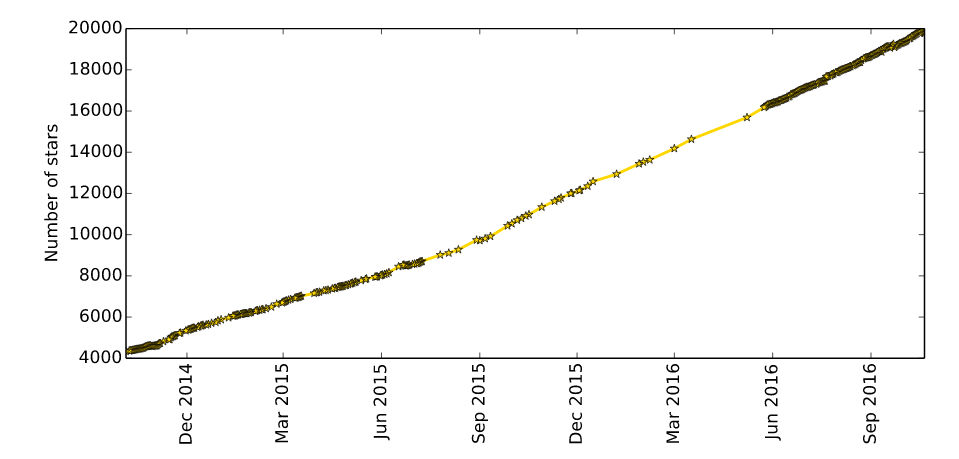 20000
18000
16000
14000
12000
10000
8000
6000
4000
Number of stars
Dec 2014
Mar 2015
Jun 2015
Sep 2015
Dec 2015
Mar 2016
Jun 2016
Sep 2016